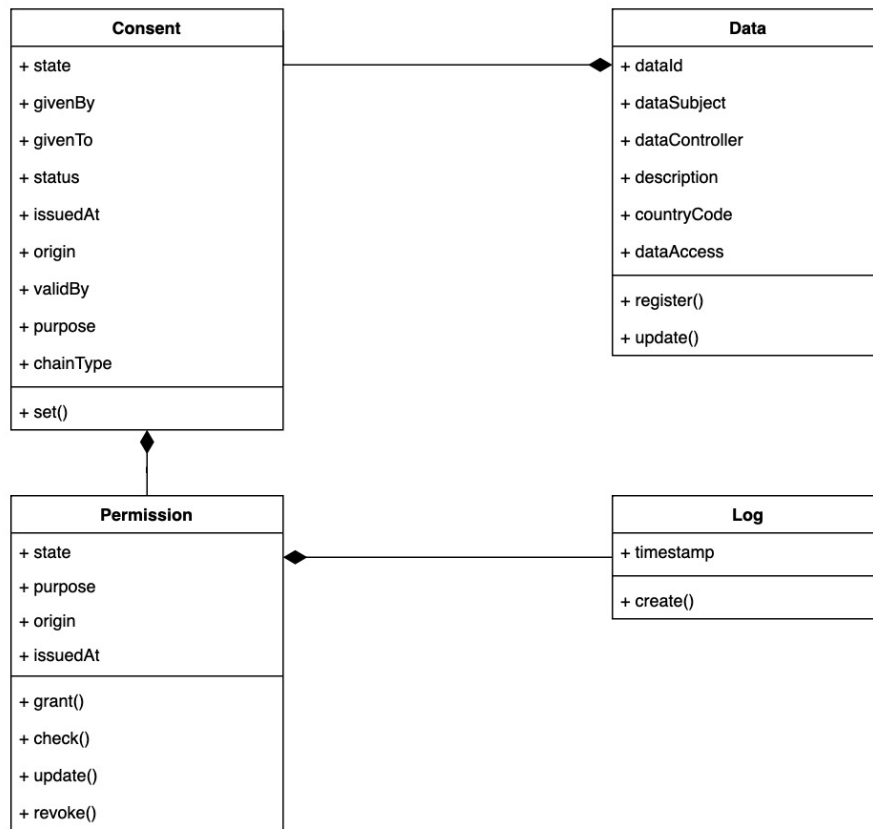 Consent
+ state
+ givenBy
+ givenTo
+ status
+ issuedAt
+ origin
+ validBy
+ purpose
+ chainType
+ set()
Data
+ dataId
+ dataSubject
+ dataController
+ description
+ countryCode
+ dataAccess
+ register()
+ update()
Permission
+ state
+ purpose
+ origin
+ issuedAt
+ grant()
+ check()
+ update()
+ revoke()
Log
+ timestamp
+ create()